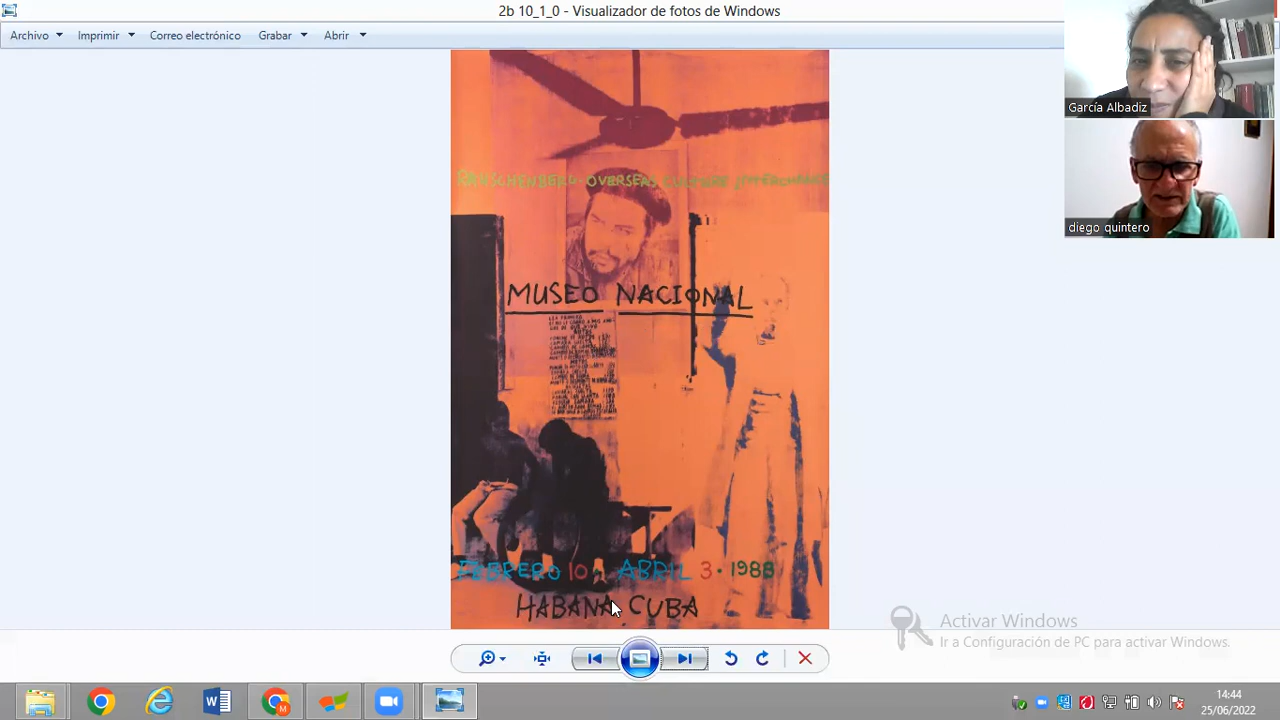 2b 10_1_0 - Visualizador de fotos de Windows
Archivo Imprimir Correo electrónico Grabar Abrir
García Albadiz
diego quintero
RAUSCHENBERG · OVERSEAS CULTURE INTERCHANGE
MUSEO NACIONAL
FEBRERO 10 - ABRIL 3 · 1988
HABANA CUBA
Activar Windows
Ir a Configuración de PC para activar Windows.
14:44
25/06/2022